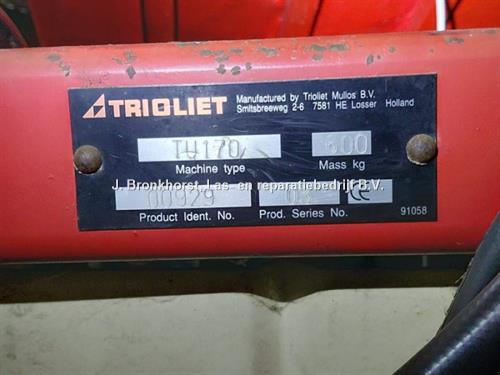 TRIOLIET
Manufactured by Trioliet Mullos B.V.
Smitsbreeweg 2-6 7581 HE Losser Holland
TU170 600
Machine type Mass kg
J. Bronkhorst, Las- en reparatiebedrijf B.V.
00929 CE
Product Ident. No. Prod. Series No.
91058